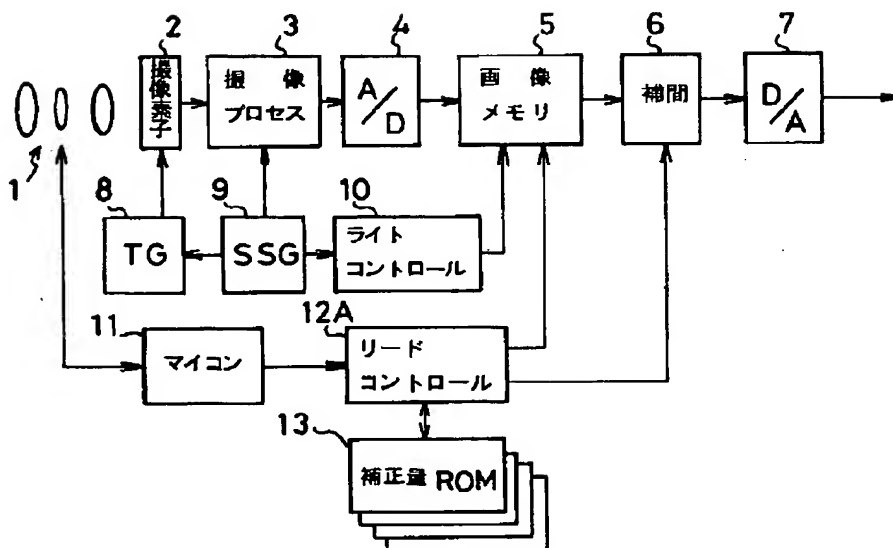 2
3
4
5
6
7
撮像素子
撮像
プロセス
A/D
画像
メモリ
補間
D/A
1
8
9
10
TG
SSG
ライト
コントロール
11
12A
マイコン
リード
コントロール
13
補正量ROM